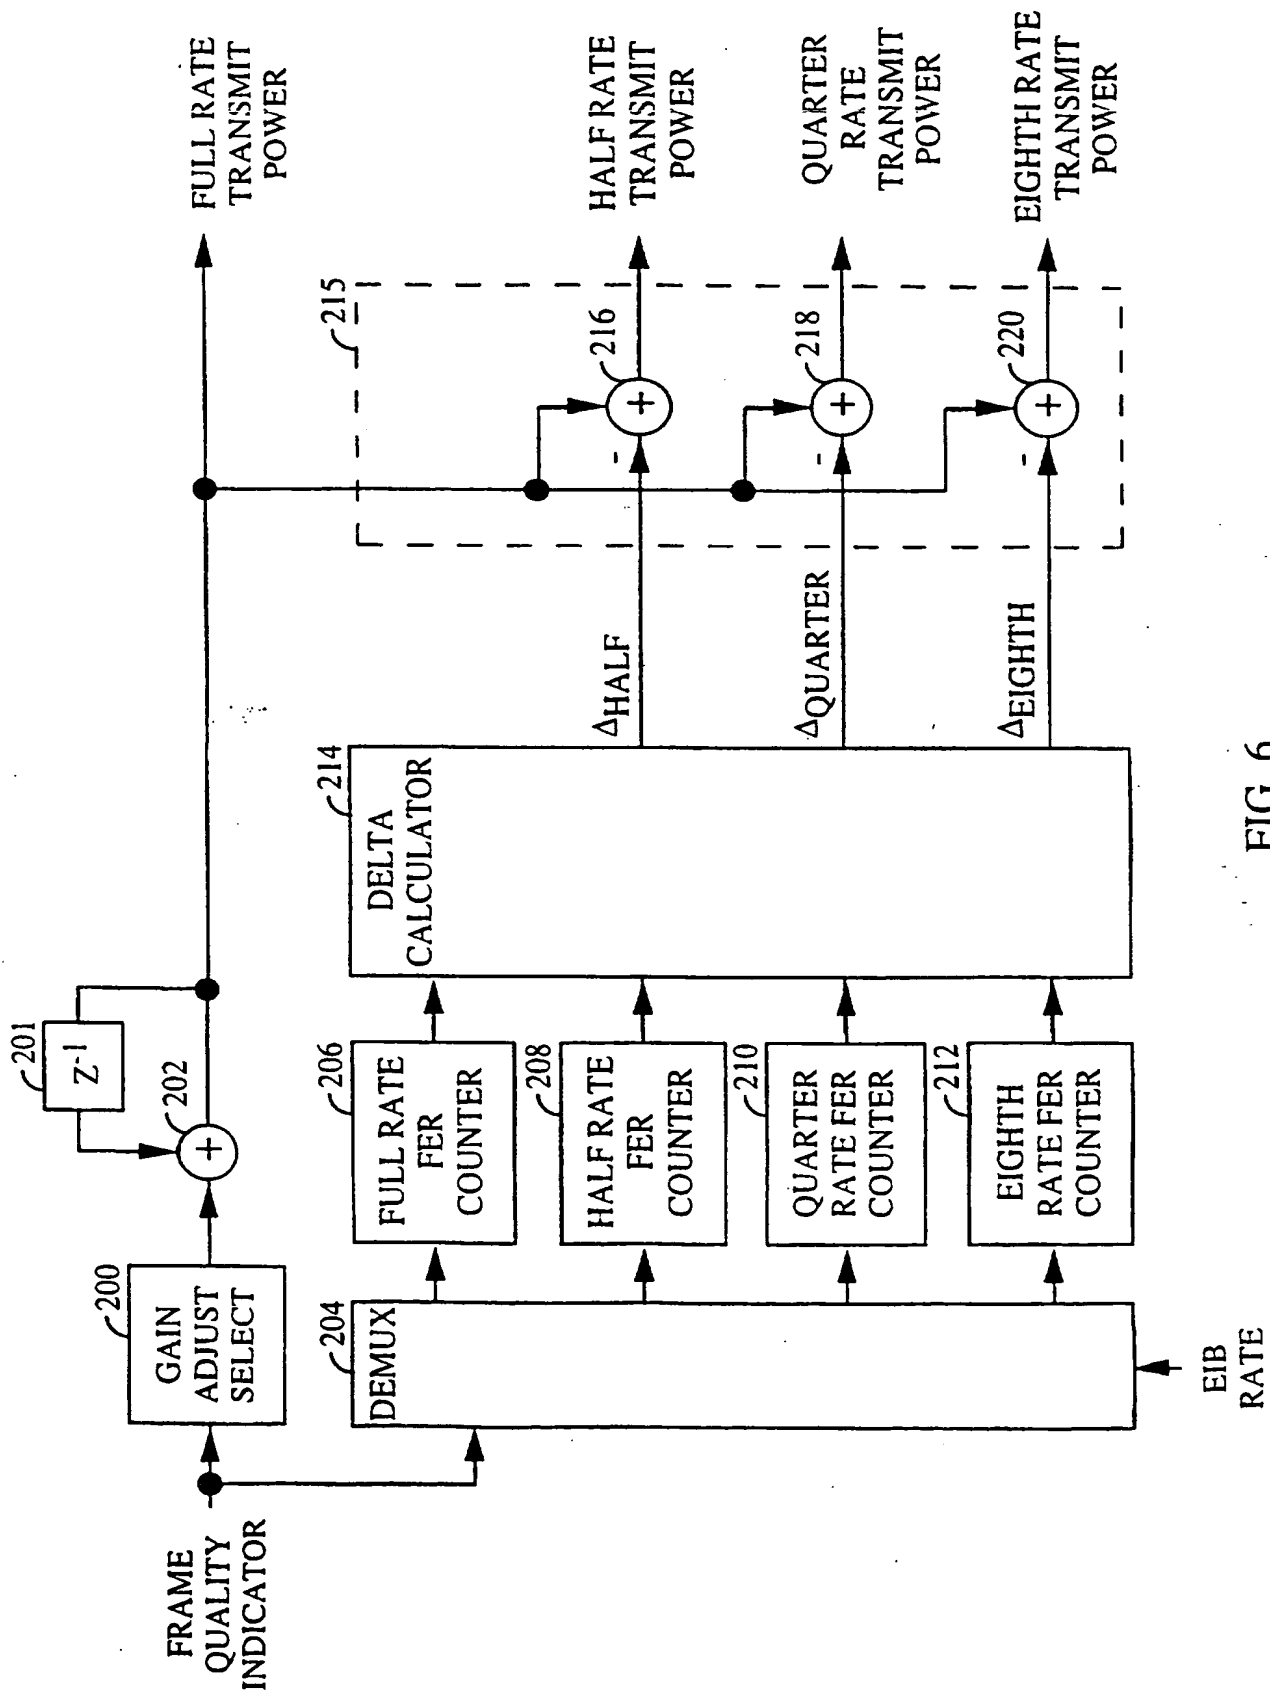 FRAME
QUALITY
INDICATOR
200
GAIN
ADJUST
SELECT
201
Z-1
202
+
FULL RATE
TRANSMIT
POWER
204
DEMUX
EIB
RATE
206
FULL RATE
FER
COUNTER
208
HALF RATE
FER
COUNTER
210
QUARTER
RATE FER
COUNTER
212
EIGHTH
RATE FER
COUNTER
214
DELTA
CALCULATOR
ΔHALF
ΔQUARTER
ΔEIGHTH
215
216
+
-
218
+
-
220
+
-
HALF RATE
TRANSMIT
POWER
QUARTER
RATE
TRANSMIT
POWER
EIGHTH RATE
TRANSMIT
POWER
FIG. 6